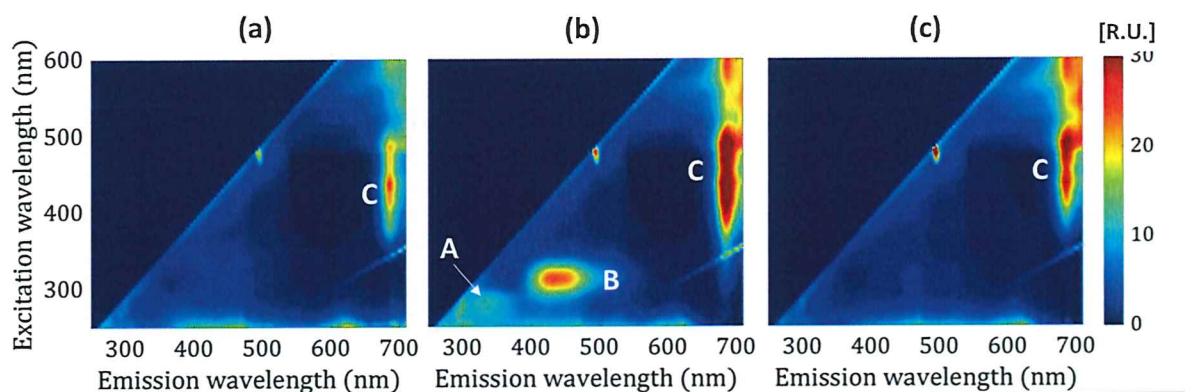 (a) (b) (c) [R.U.]
Excitation wavelength (nm)
600
500
400
300
C
A
B
C
C
30
20
10
0
300 400 500 600 700 300 400 500 600 700 300 400 500 600 700
Emission wavelength (nm) Emission wavelength (nm) Emission wavelength (nm)